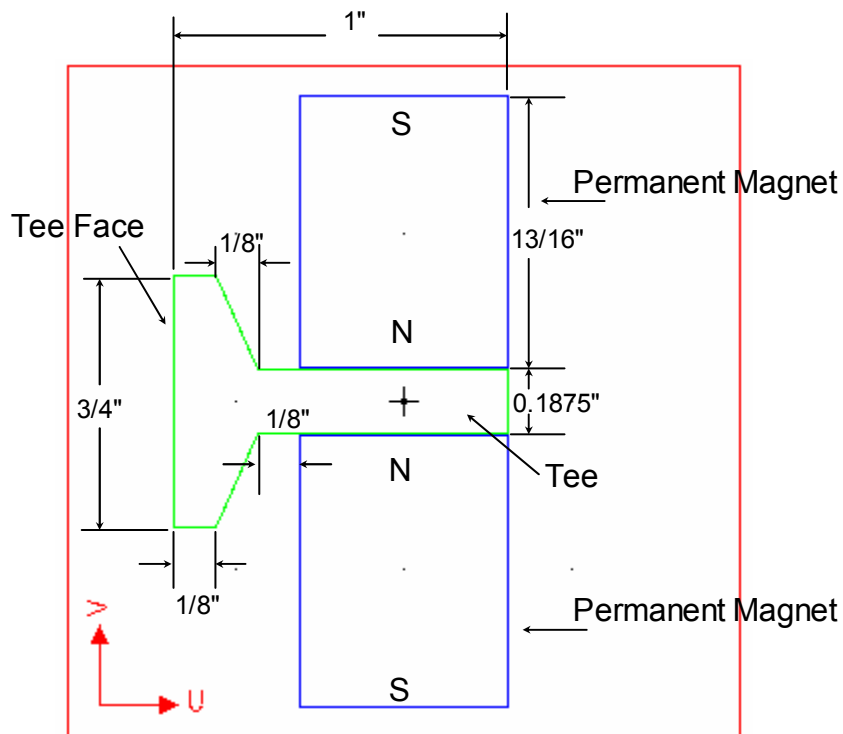 1"
S
Permanent Magnet
Tee Face
1/8"
13/16"
N
3/4"
0.1875"
1/8"
N
Tee
1/8"
Permanent Magnet
V
U
S